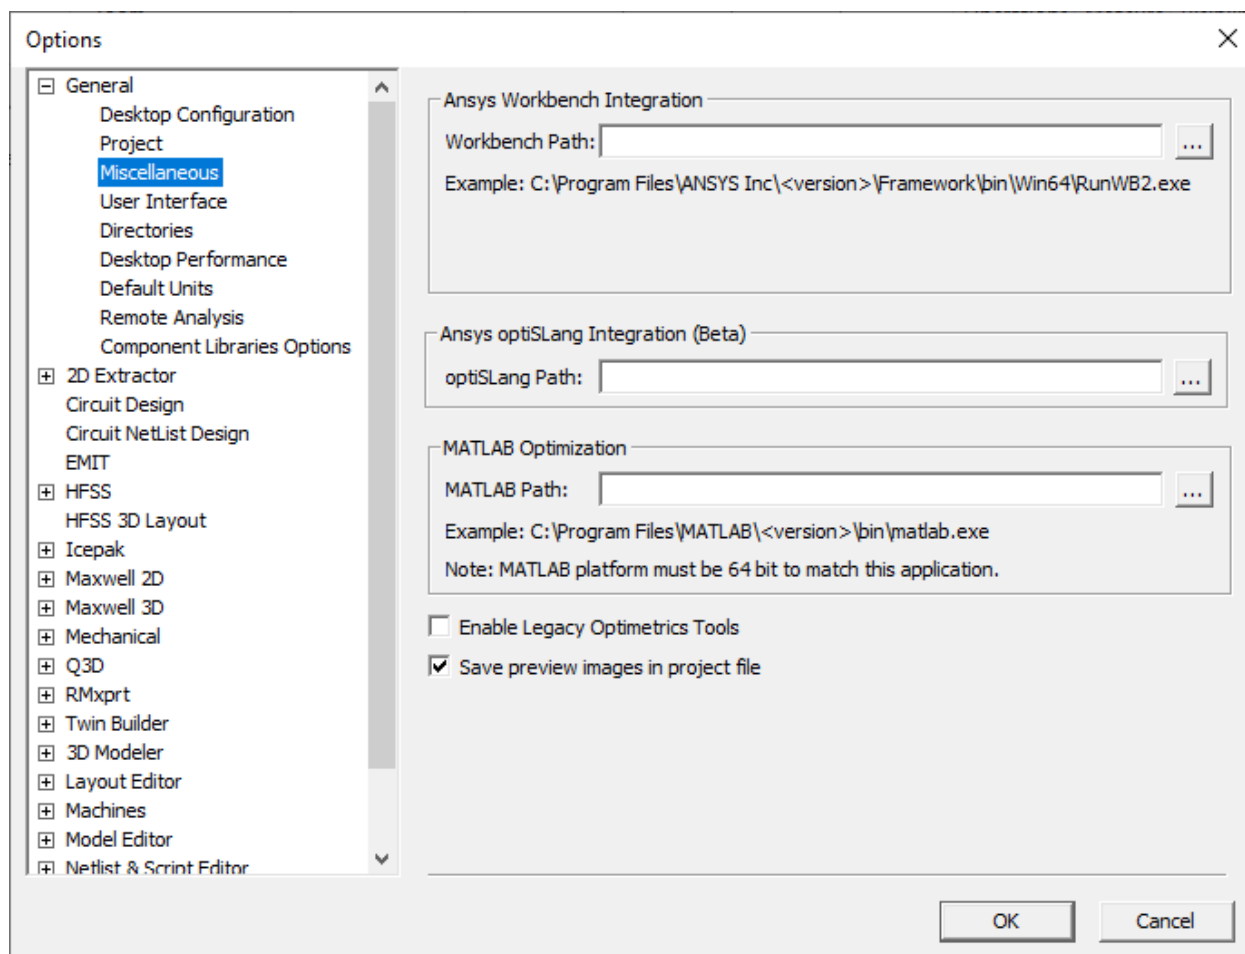 Options
General
Desktop Configuration
Project
Miscellaneous
User Interface
Directories
Desktop Performance
Default Units
Remote Analysis
Component Libraries Options
2D Extractor
Circuit Design
Circuit NetList Design
EMIT
HFSS
HFSS 3D Layout
Icepak
Maxwell 2D
Maxwell 3D
Mechanical
Q3D
RMxprt
Twin Builder
3D Modeler
Layout Editor
Machines
Model Editor
Netlist & Script Editor
Ansys Workbench Integration
Workbench Path:
...
Example: C:\Program Files\ANSYS Inc\<version>\Framework\bin\Win64\RunWB2.exe
Ansys optiSLang Integration (Beta)
optiSLang Path:
...
MATLAB Optimization
MATLAB Path:
...
Example: C:\Program Files\MATLAB\<version>\bin\matlab.exe
Note: MATLAB platform must be 64 bit to match this application.
Enable Legacy Optimetrics Tools
Save preview images in project file
OK
Cancel